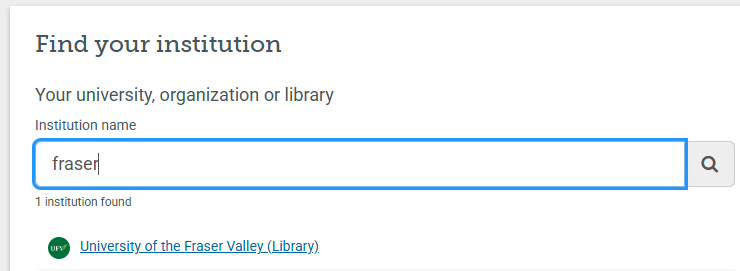 Find your institution
Your university, organization or library
Institution name
fraser
1 institution found
UFV
University of the Fraser Valley (Library)